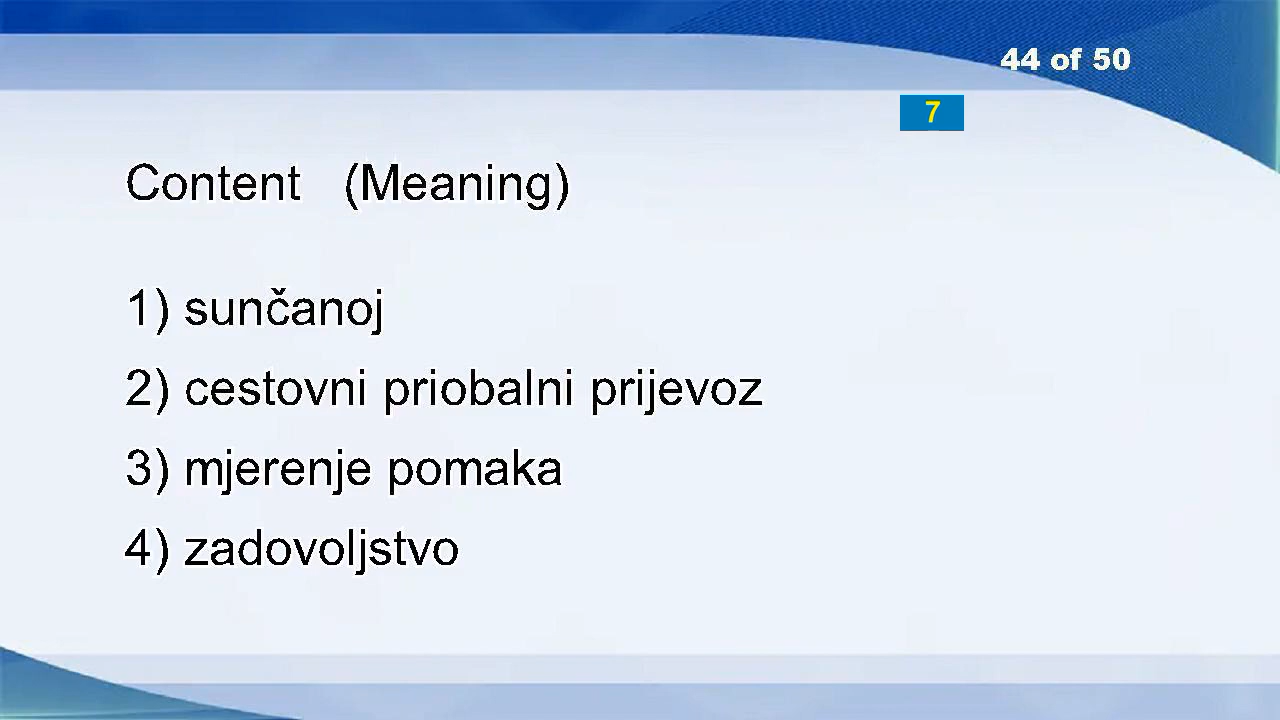 44 of 50
7
Content (Meaning)
1) sunčanoj
2) cestovni priobalni prijevoz
3) mjerenje pomaka
4) zadovoljstvo